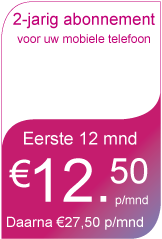 2-jarig abonnement
voor uw mobiele telefoon
Eerste 12 mnd
€12.50 p/mnd
Daarna €27,50 p/mnd